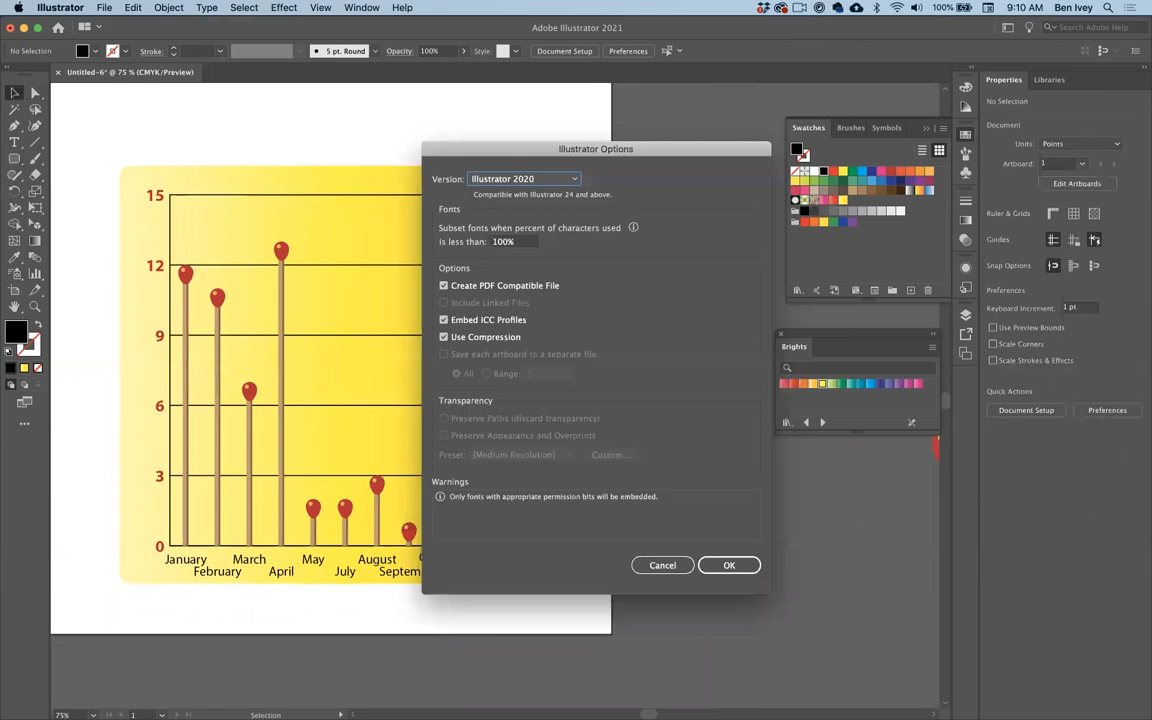 Illustrator File Edit Object Type Select Effect View Window Help 100% 9:10 AM Ben Ivey
Adobe Illustrator 2021
Search Adobe Help
No Selection Stroke: 5 pt. Round Opacity: 100% Style: Document Setup Preferences
Untitled-6* @ 75 % (CMYK/Preview)
Properties Libraries
No Selection
Document
Units: Points
Artboard: 1
Edit Artboards
Ruler & Grids
Guides
Snap Options
Preferences
Keyboard Increment: 1 pt
Use Preview Bounds
Scale Corners
Scale Strokes & Effects
Quick Actions
Document Setup Preferences
Swatches Brushes Symbols
Brights
Illustrator Options
Version: Illustrator 2020
Compatible with Illustrator 24 and above.
Fonts
Subset fonts when percent of characters used
is less than: 100%
Options
Create PDF Compatible File
Include Linked Files
Embed ICC Profiles
Use Compression
Save each artboard to a separate file
All Range: 1
Transparency
Preserve Paths (discard transparency)
Preserve Appearance and Overprints
Preset: [Medium Resolution] Custom...
Warnings
Only fonts with appropriate permission bits will be embedded.
Cancel OK
15
12
9
6
3
0
January March May August
February April July Septem
75% 1 Selection